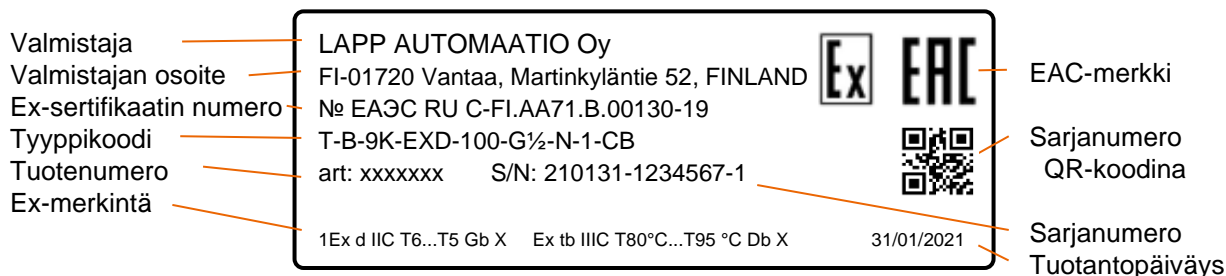 Valmistaja
Valmistajan osoite
Ex-sertifikaatin numero
Tyyppikoodi
Tuotenumero
Ex-merkintä
LAPP AUTOMAATIO Oy
FI-01720 Vantaa, Martinkyläntie 52, FINLAND
№ ЕАЭС RU C-FI.AA71.B.00130-19
T-B-9K-EXD-100-G½-N-1-CB
art: xxxxxxx S/N: 210131-1234567-1
1Ex d IIC T6...T5 Gb X Ex tb IIIC T80°C...T95 °C Db X 31/01/2021
Ex EAC
EAC-merkki
Sarjanumero
QR-koodina
Sarjanumero
Tuotantopäiväys